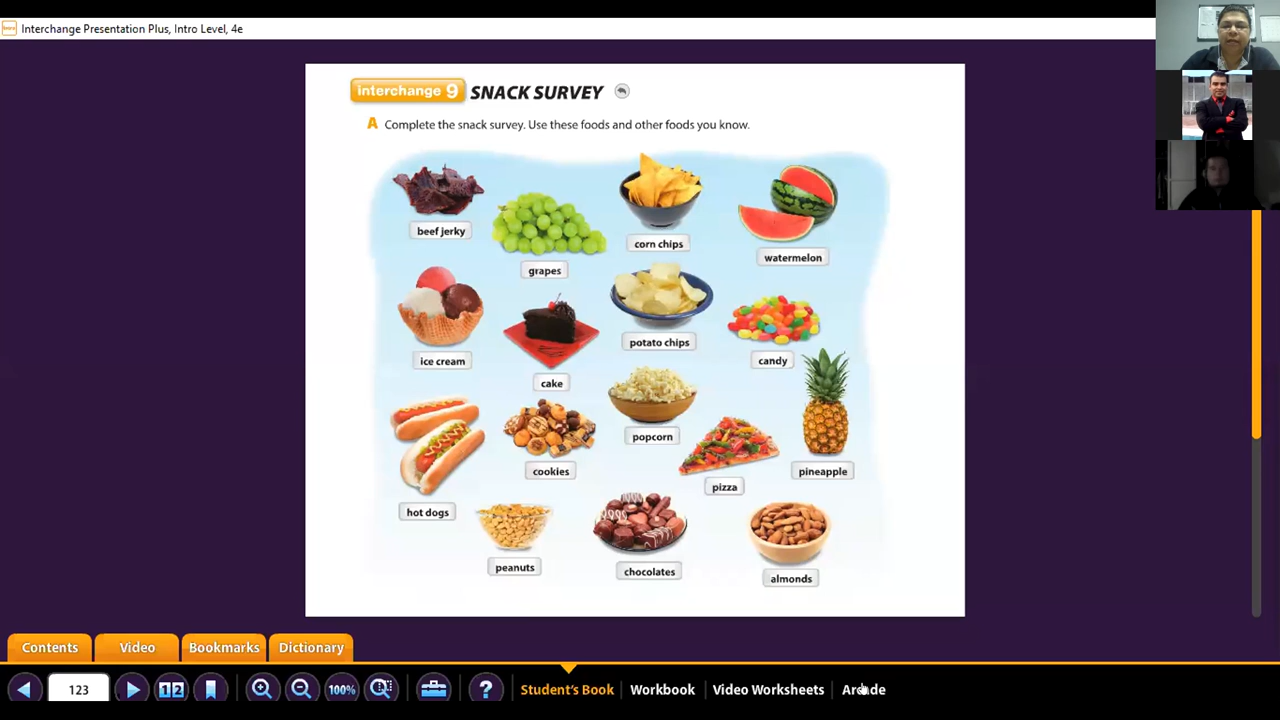 Interchange Presentation Plus, Intro Level, 4e
interchange 9 SNACK SURVEY
A Complete the snack survey. Use these foods and other foods you know.
beef jerky
grapes
corn chips
watermelon
ice cream
cake
potato chips
candy
hot dogs
cookies
popcorn
pizza
pineapple
peanuts
chocolates
almonds
Contents Video Bookmarks Dictionary
123 1 2 100% ? Student's Book Workbook Video Worksheets Arcade